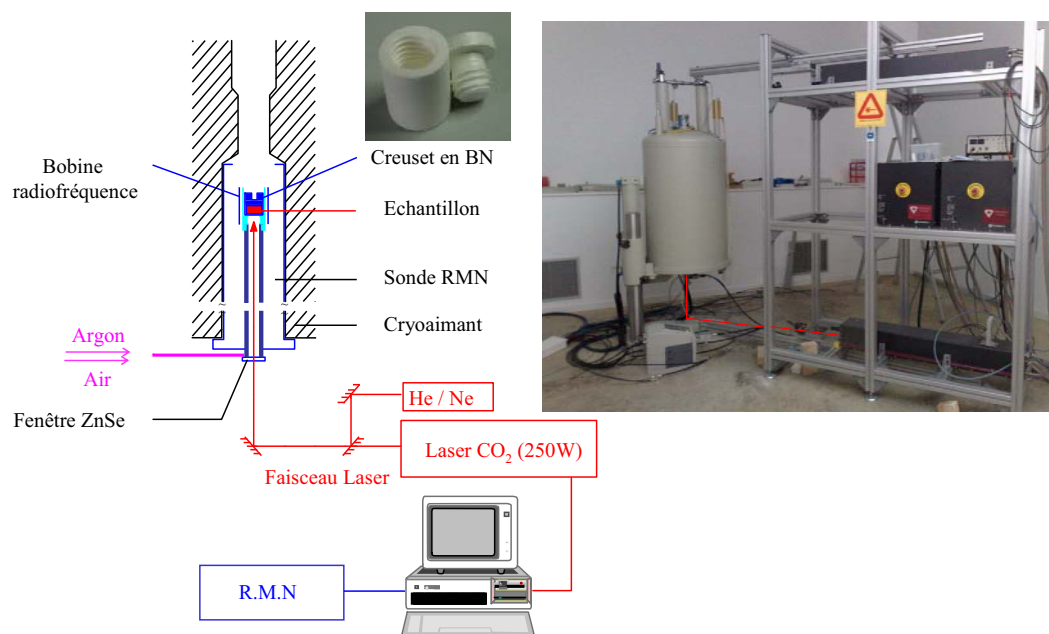 Bobine
radiofréquence
Creuset en BN
Echantillon
Sonde RMN
Cryoaimant
Argon
Air
Fenêtre ZnSe
He / Ne
Laser CO₂ (250W)
Faisceau Laser
R.M.N